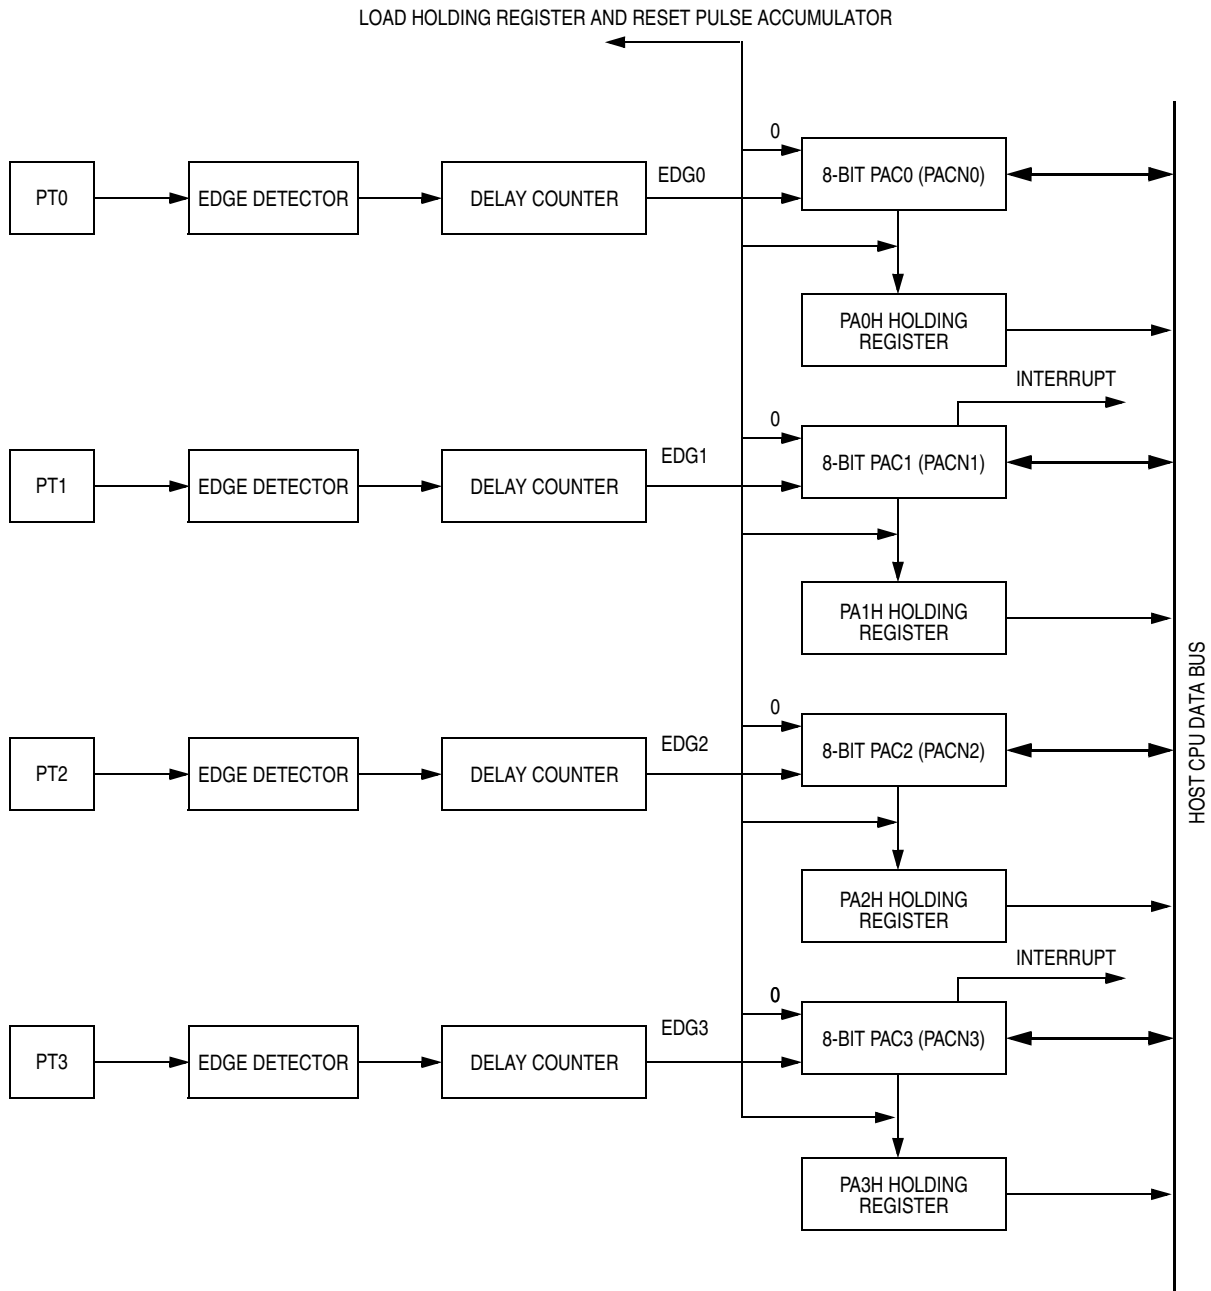 LOAD HOLDING REGISTER AND RESET PULSE ACCUMULATOR
0
PT0
EDGE DETECTOR
DELAY COUNTER
EDG0
8-BIT PAC0 (PACN0)
PA0H HOLDING
REGISTER
INTERRUPT
0
PT1
EDGE DETECTOR
DELAY COUNTER
EDG1
8-BIT PAC1 (PACN1)
PA1H HOLDING
REGISTER
HOST CPU DATA BUS
0
PT2
EDGE DETECTOR
DELAY COUNTER
EDG2
8-BIT PAC2 (PACN2)
PA2H HOLDING
REGISTER
INTERRUPT
0
PT3
EDGE DETECTOR
DELAY COUNTER
EDG3
8-BIT PAC3 (PACN3)
PA3H HOLDING
REGISTER